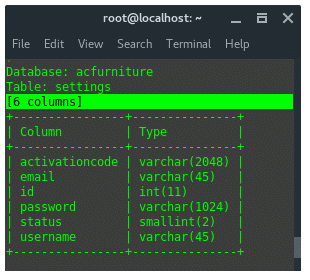 root@localhost: ~
File Edit View Search Terminal Help
Database: acfurniture
Table: settings
[6 columns]
+----------------+---------------+
| Column | Type |
+----------------+---------------+
| activationcode | varchar(2048) |
| email | varchar(45) |
| id | int(11) |
| password | varchar(1024) |
| status | smallint(2) |
| username | varchar(45) |
+----------------+---------------+